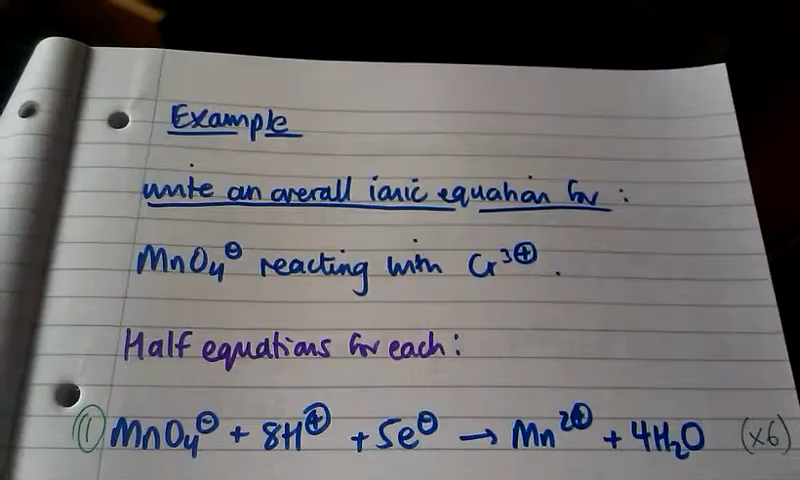 Example
write an overall ionic equation for :
MnO₄⊖ reacting with Cr³⊕ .
Half equations for each :
① MnO₄⊖ + 8H⊕ + 5e⊖ → Mn²⊕ + 4H₂O (×6)